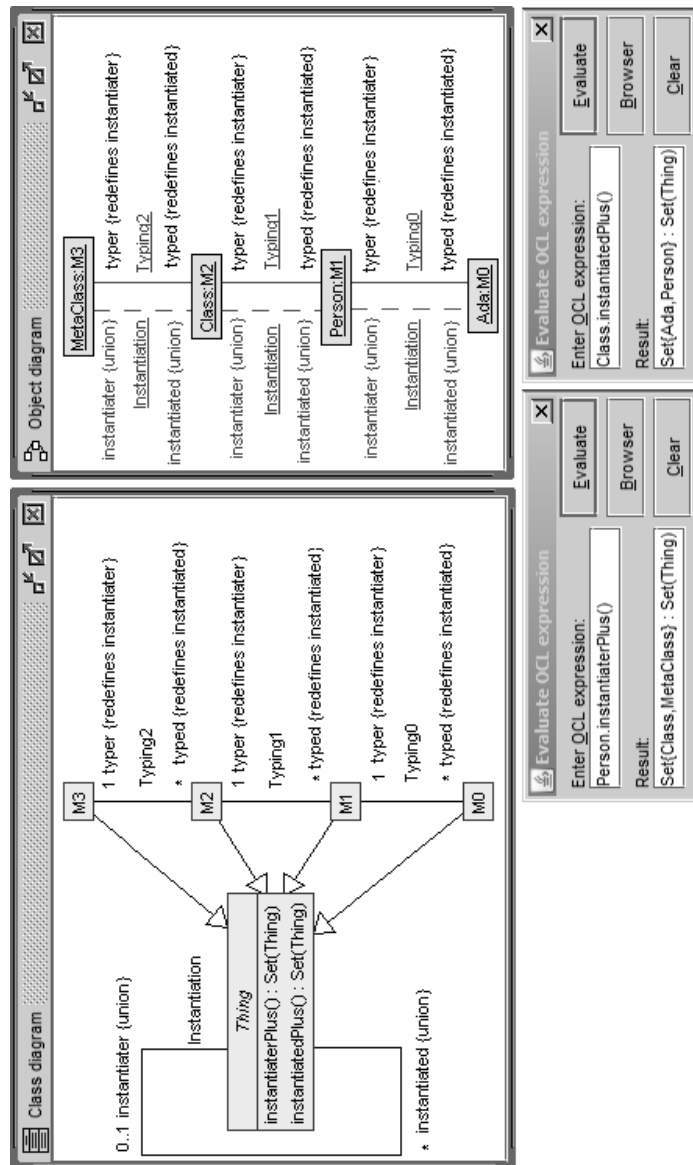 Class diagram
0..1 instantiater {union}
Instantiation
Thing
instantiaterPlus() : Set(Thing)
instantiatedPlus() : Set(Thing)
* instantiated {union}
M3
1 typer {redefines instantiater}
Typing2
* typed {redefines instantiated}
M2
1 typer {redefines instantiater}
Typing1
* typed {redefines instantiated}
M1
1 typer {redefines instantiater}
Typing0
* typed {redefines instantiated}
M0
Object diagram
MetaClass:M3
instantiater {union}
typer {redefines instantiater}
Instantiation
Typing2
instantiated {union}
typed {redefines instantiated}
Class:M2
instantiater {union}
typer {redefines instantiater}
Instantiation
Typing1
instantiated {union}
typed {redefines instantiated}
Person:M1
instantiater {union}
typer {redefines instantiater}
Instantiation
Typing0
instantiated {union}
typed {redefines instantiated}
Ada:M0
Evaluate OCL expression
Enter OCL expression:
Person.instantiaterPlus()
Result:
Set{Class,MetaClass} : Set(Thing)
Evaluate
Browser
Clear
Evaluate OCL expression
Enter OCL expression:
Class.instantiatedPlus()
Result:
Set{Ada,Person} : Set(Thing)
Evaluate
Browser
Clear